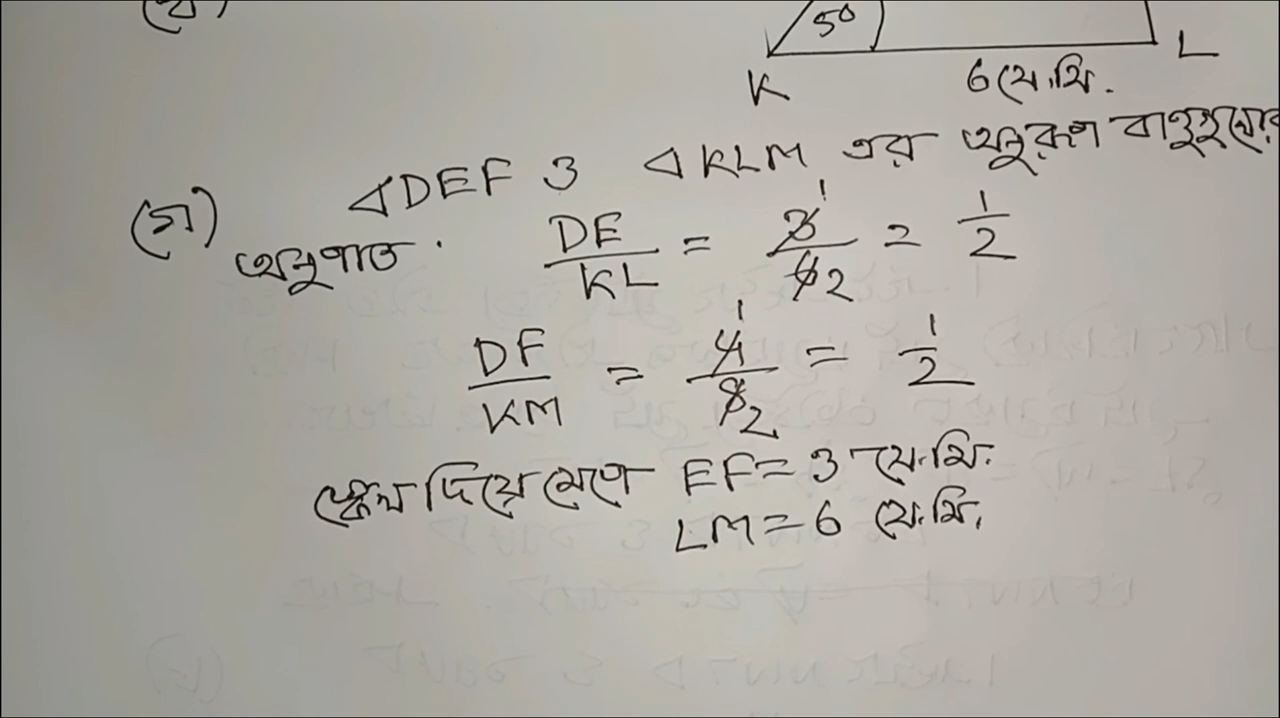 (খ)
50
K L
6 সে.মি.
(গ) ⊲DEF ও ⊲KLM এর অনুরূপ বাহুগুলোর
অনুপাত . DE/KL = 3/6 = 1/2
DF/KM = 4/8 = 1/2
স্কেল দিয়ে মেপে EF = 3 সে.মি.
LM = 6 সে.মি.